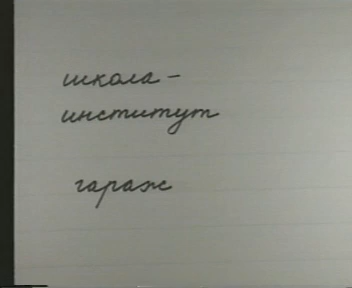 школа –
институт
гараж